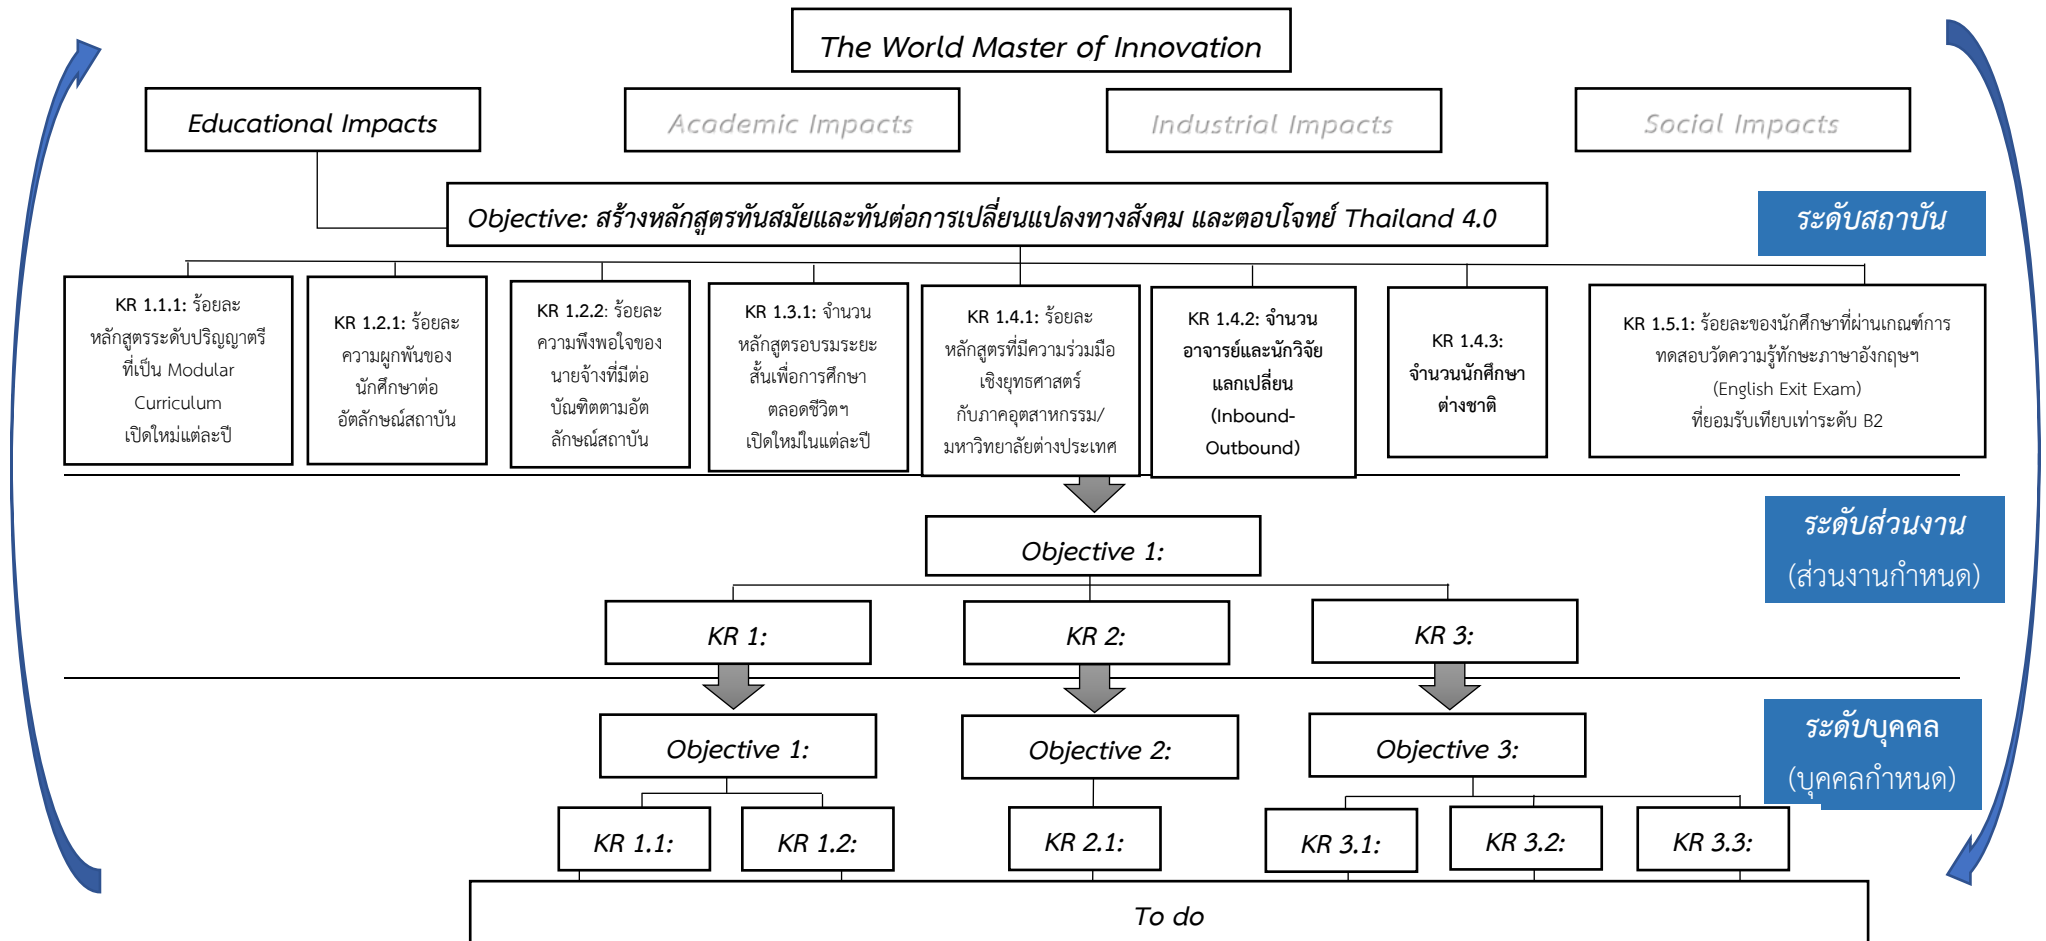 The World Master of Innovation
Educational Impacts
Academic Impacts
Industrial Impacts
Social Impacts
Objective: สร้างหลักสูตรทันสมัยและทันต่อการเปลี่ยนแปลงทางสังคม และตอบโจทย์ Thailand 4.0
ระดับสถาบัน
KR 1.1.1: ร้อยละ
หลักสูตรระดับปริญญาตรี
ที่เป็น Modular
Curriculum
เปิดใหม่แต่ละปี
KR 1.2.1: ร้อยละ
ความผูกพันของ
นักศึกษาต่อ
อัตลักษณ์สถาบัน
KR 1.2.2: ร้อยละ
ความพึงพอใจของ
นายจ้างที่มีต่อ
บัณฑิตตามอัต
ลักษณ์สถาบัน
KR 1.3.1: จำนวน
หลักสูตรอบรมระยะ
สั้นเพื่อการศึกษา
ตลอดชีวิตฯ
เปิดใหม่ในแต่ละปี
KR 1.4.1: ร้อยละ
หลักสูตรที่มีความร่วมมือ
เชิงยุทธศาสตร์
กับภาคอุตสาหกรรม/
มหาวิทยาลัยต่างประเทศ
KR 1.4.2: จำนวน
อาจารย์และนักวิจัย
แลกเปลี่ยน
(Inbound-
Outbound)
KR 1.4.3:
จำนวนนักศึกษา
ต่างชาติ
KR 1.5.1: ร้อยละของนักศึกษาที่ผ่านเกณฑ์การ
ทดสอบวัดความรู้ทักษะภาษาอังกฤษฯ
(English Exit Exam)
ที่ยอมรับเทียบเท่าระดับ B2
Objective 1:
ระดับส่วนงาน
(ส่วนงานกำหนด)
KR 1:
KR 2:
KR 3:
Objective 1:
Objective 2:
Objective 3:
ระดับบุคคล
(บุคคลกำหนด)
KR 1.1:
KR 1.2:
KR 2.1:
KR 3.1:
KR 3.2:
KR 3.3:
To do